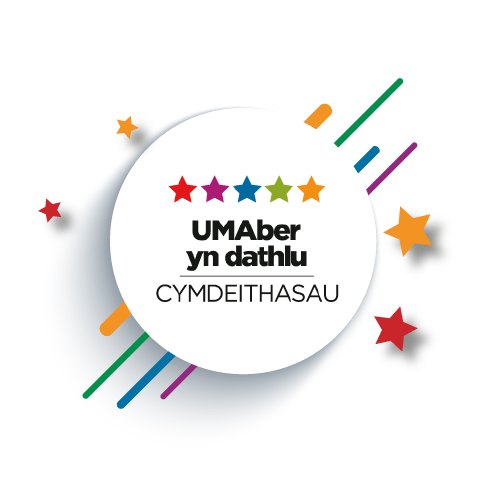 UMAber
yn dathlu
CYMDEITHASAU